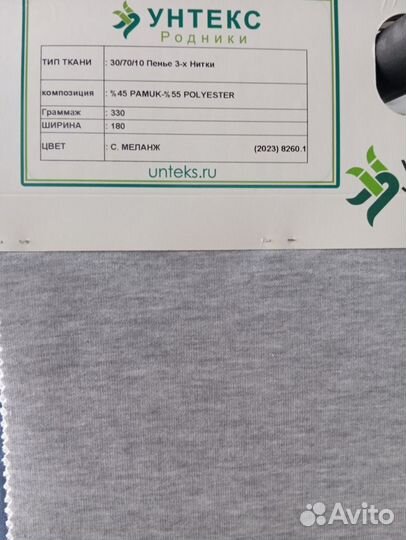 УНТЕКС
Родники
ТИП ТКАНИ : 30/70/10 Пенье 3-х Нитки
композиция : %45 PAMUK-%55 POLYESTER
Граммаж : 330
ШИРИНА : 180
ЦВЕТ : С. МЕЛАНЖ (2023) 8260.1
unteks.ru
Avito